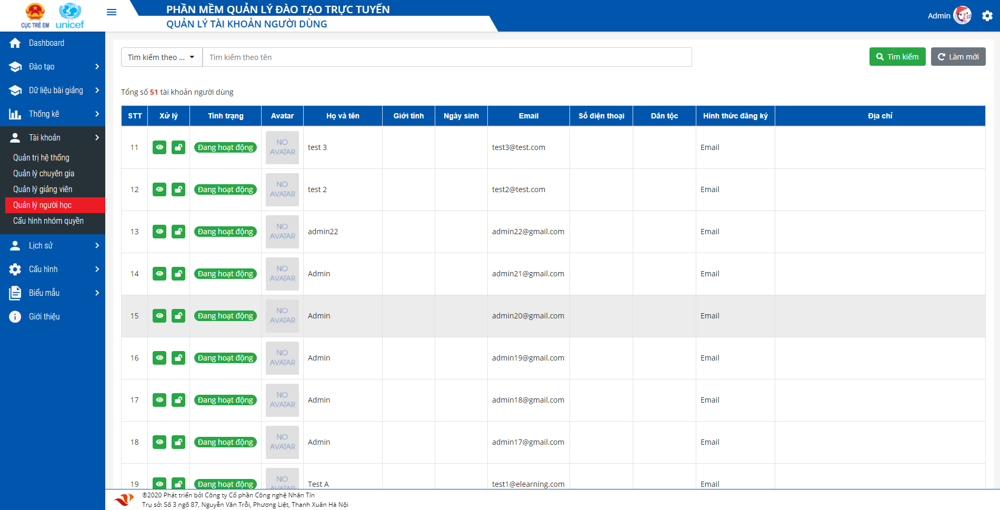 CỤC TRẺ EM
unicef
PHẦN MỀM QUẢN LÝ ĐÀO TẠO TRỰC TUYẾN
QUẢN LÝ TÀI KHOẢN NGƯỜI DÙNG
Admin
Dashboard
Đào tạo
Dữ liệu bài giảng
Thống kê
Tài khoản
Quản trị hệ thống
Quản lý chuyên gia
Quản lý giảng viên
Quản lý người học
Cấu hình nhóm quyền
Lịch sử
Cấu hình
Biểu mẫu
Giới thiệu
Tìm kiếm theo ... Tìm kiếm theo tên Tìm kiếm Làm mới
Tổng số 51 tài khoản người dùng
STT Xử lý Tình trạng Avatar Họ và tên Giới tính Ngày sinh Email Số điện thoại Dân tộc Hình thức đăng ký Địa chỉ
11 Đang hoạt động NO AVATAR test 3 test3@test.com Email
12 Đang hoạt động NO AVATAR test 2 test2@test.com Email
13 Đang hoạt động NO AVATAR admin22 admin22@gmail.com Email
14 Đang hoạt động NO AVATAR Admin admin21@gmail.com Email
15 Đang hoạt động NO AVATAR Admin admin20@gmail.com Email
16 Đang hoạt động NO AVATAR Admin admin19@gmail.com Email
17 Đang hoạt động NO AVATAR Admin admin18@gmail.com Email
18 Đang hoạt động NO AVATAR Admin admin17@gmail.com Email
19 Đang hoạt động NO AVATAR Test A test1@elearning.com Email
®2020 Phát triển bởi Công ty Cổ phần Công nghệ Nhân Tín
Trụ sở: Số 3 ngõ 87, Nguyễn Văn Trỗi, Phương Liệt, Thanh Xuân Hà Nội